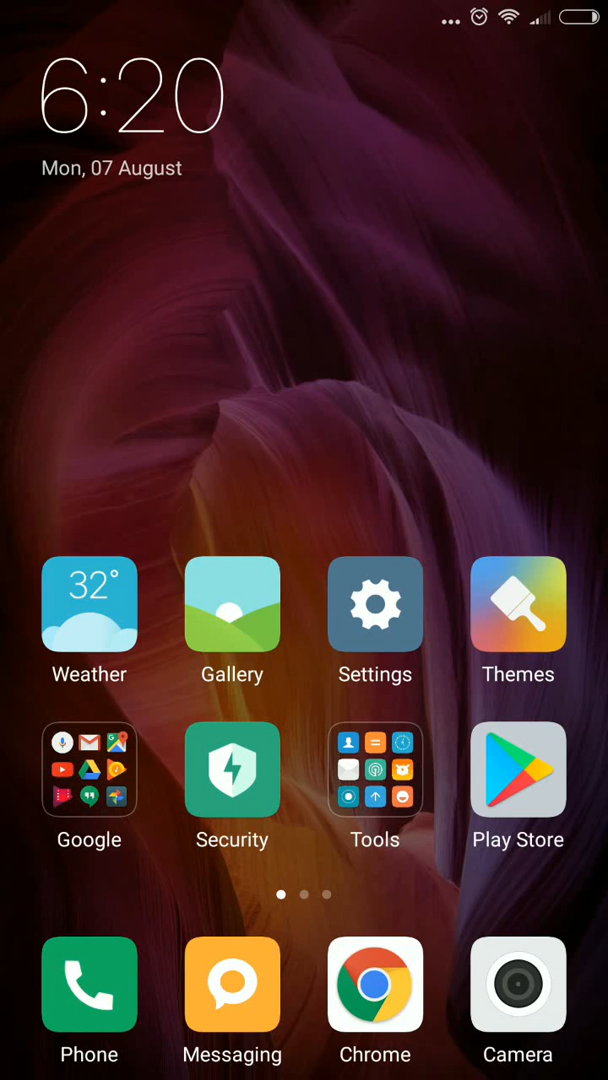 6:20
Mon, 07 August
32°
Weather
Gallery
Settings
Themes
Google
Security
Tools
Play Store
Phone
Messaging
Chrome
Camera